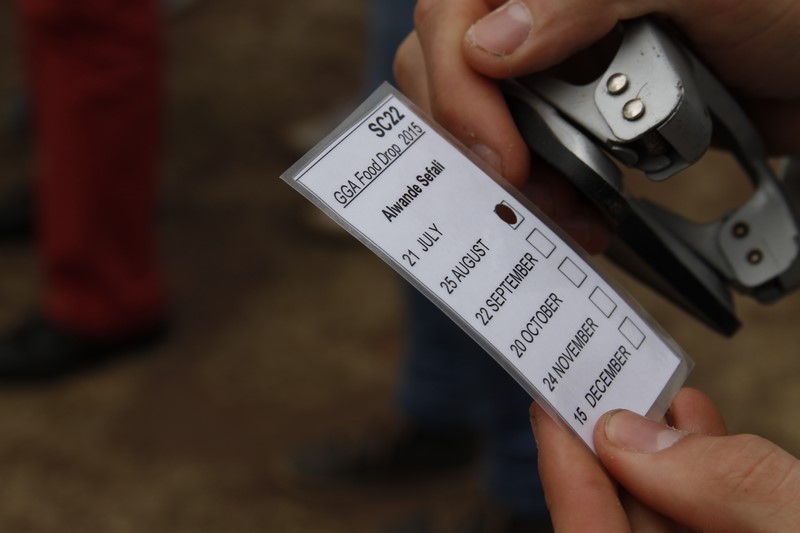 SC22
GGA Food Drop 2015
Alwande Sefali
21 JULY
25 AUGUST
22 SEPTEMBER
20 OCTOBER
24 NOVEMBER
15 DECEMBER